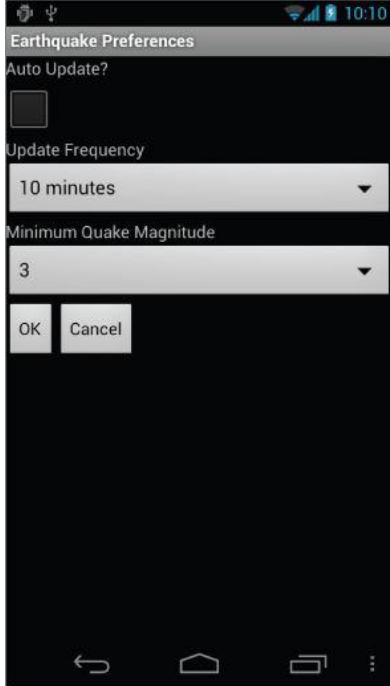 10:10
Earthquake Preferences
Auto Update?
Update Frequency
10 minutes
Minimum Quake Magnitude
3
OK Cancel